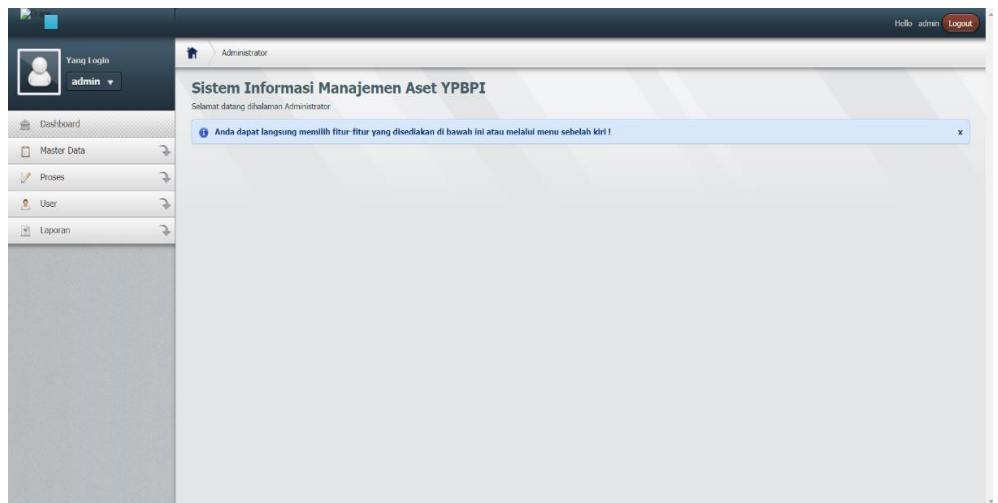 Hello admin Logout
Yang Login
admin
Administrator
Sistem Informasi Manajemen Aset YPBPI
Selamat datang dihalaman Administrator
Anda dapat langsung memilih fitur-fitur yang disediakan di bawah ini atau melalui menu sebelah kiri !
x
Dashboard
Master Data
Proses
User
Laporan